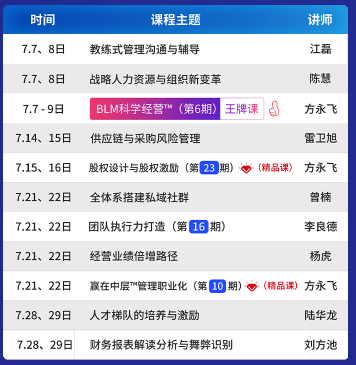 时间 课程主题 讲师
7.7、8日 教练式管理沟通与辅导 江磊
7.7、8日 战略人力资源与组织新变革 陈慧
7.7 - 9日 BLM科学经营™（第6期） 王牌课 方永飞
7.14、15日 供应链与采购风险管理 雷卫旭
7.15、16日 股权设计与股权激励（第 23 期）（精品课） 方永飞
7.21、22日 全体系搭建私域社群 曾楠
7.21、22日 团队执行力打造（第 16 期） 李良德
7.21、22日 经营业绩倍增路径 杨虎
7.21、22日 赢在中层™管理职业化（第 10 期）（精品课） 方永飞
7.28、29日 人才梯队的培养与激励 陆华龙
7.28、29日 财务报表解读分析与舞弊识别 刘方池